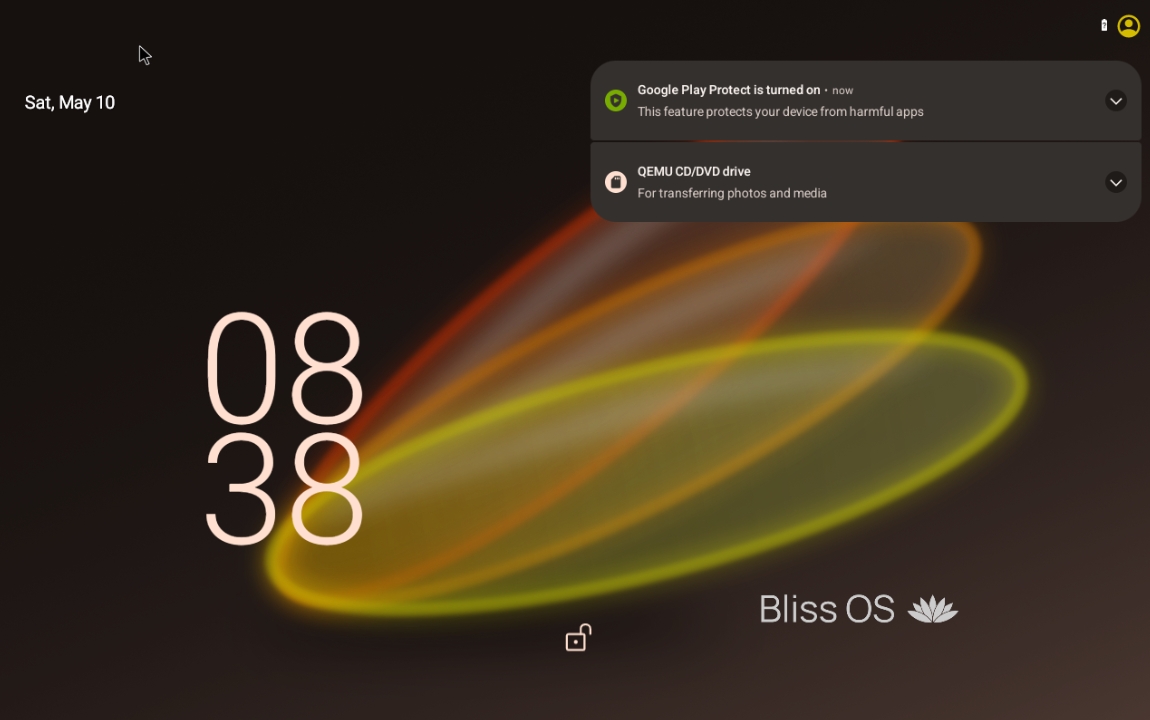 Sat, May 10
Google Play Protect is turned on • now
This feature protects your device from harmful apps
QEMU CD/DVD drive
For transferring photos and media
08
38
Bliss OS